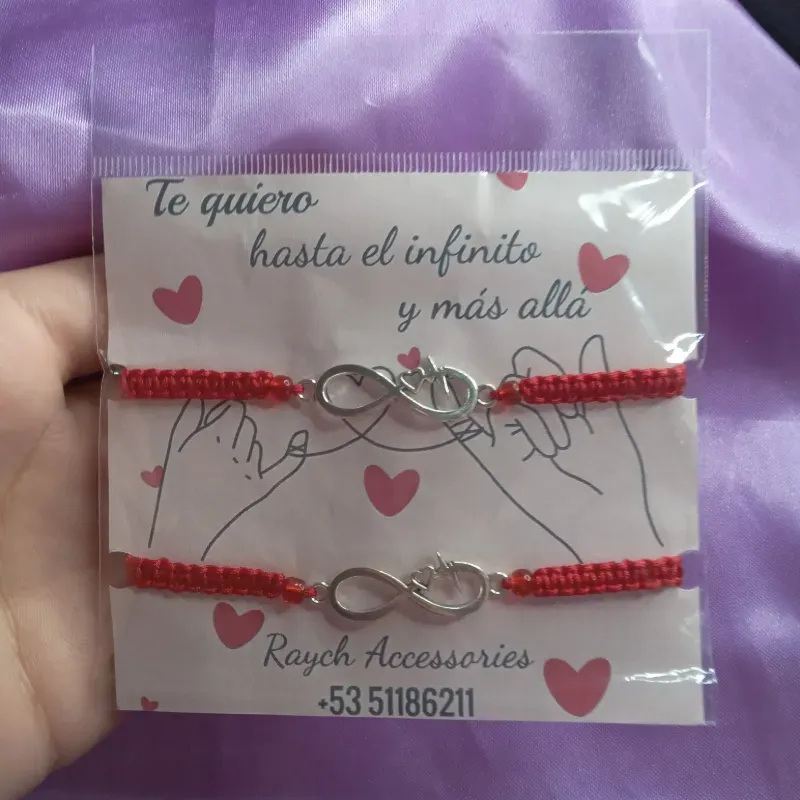 Te quiero
hasta el infinito
y más allá
Raych Accessories
+53 51186211